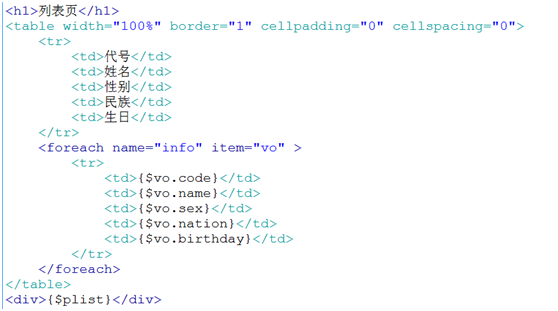 <h1>列表页</h1>
<table width="100%" border="1" cellpadding="0" cellspacing="0">
<tr>
<td>代号</td>
<td>姓名</td>
<td>性别</td>
<td>民族</td>
<td>生日</td>
</tr>
<foreach name="info" item="vo" >
<tr>
<td>{$vo.code}</td>
<td>{$vo.name}</td>
<td>{$vo.sex}</td>
<td>{$vo.nation}</td>
<td>{$vo.birthday}</td>
</tr>
</foreach>
</table>
<div>{$plist}</div>